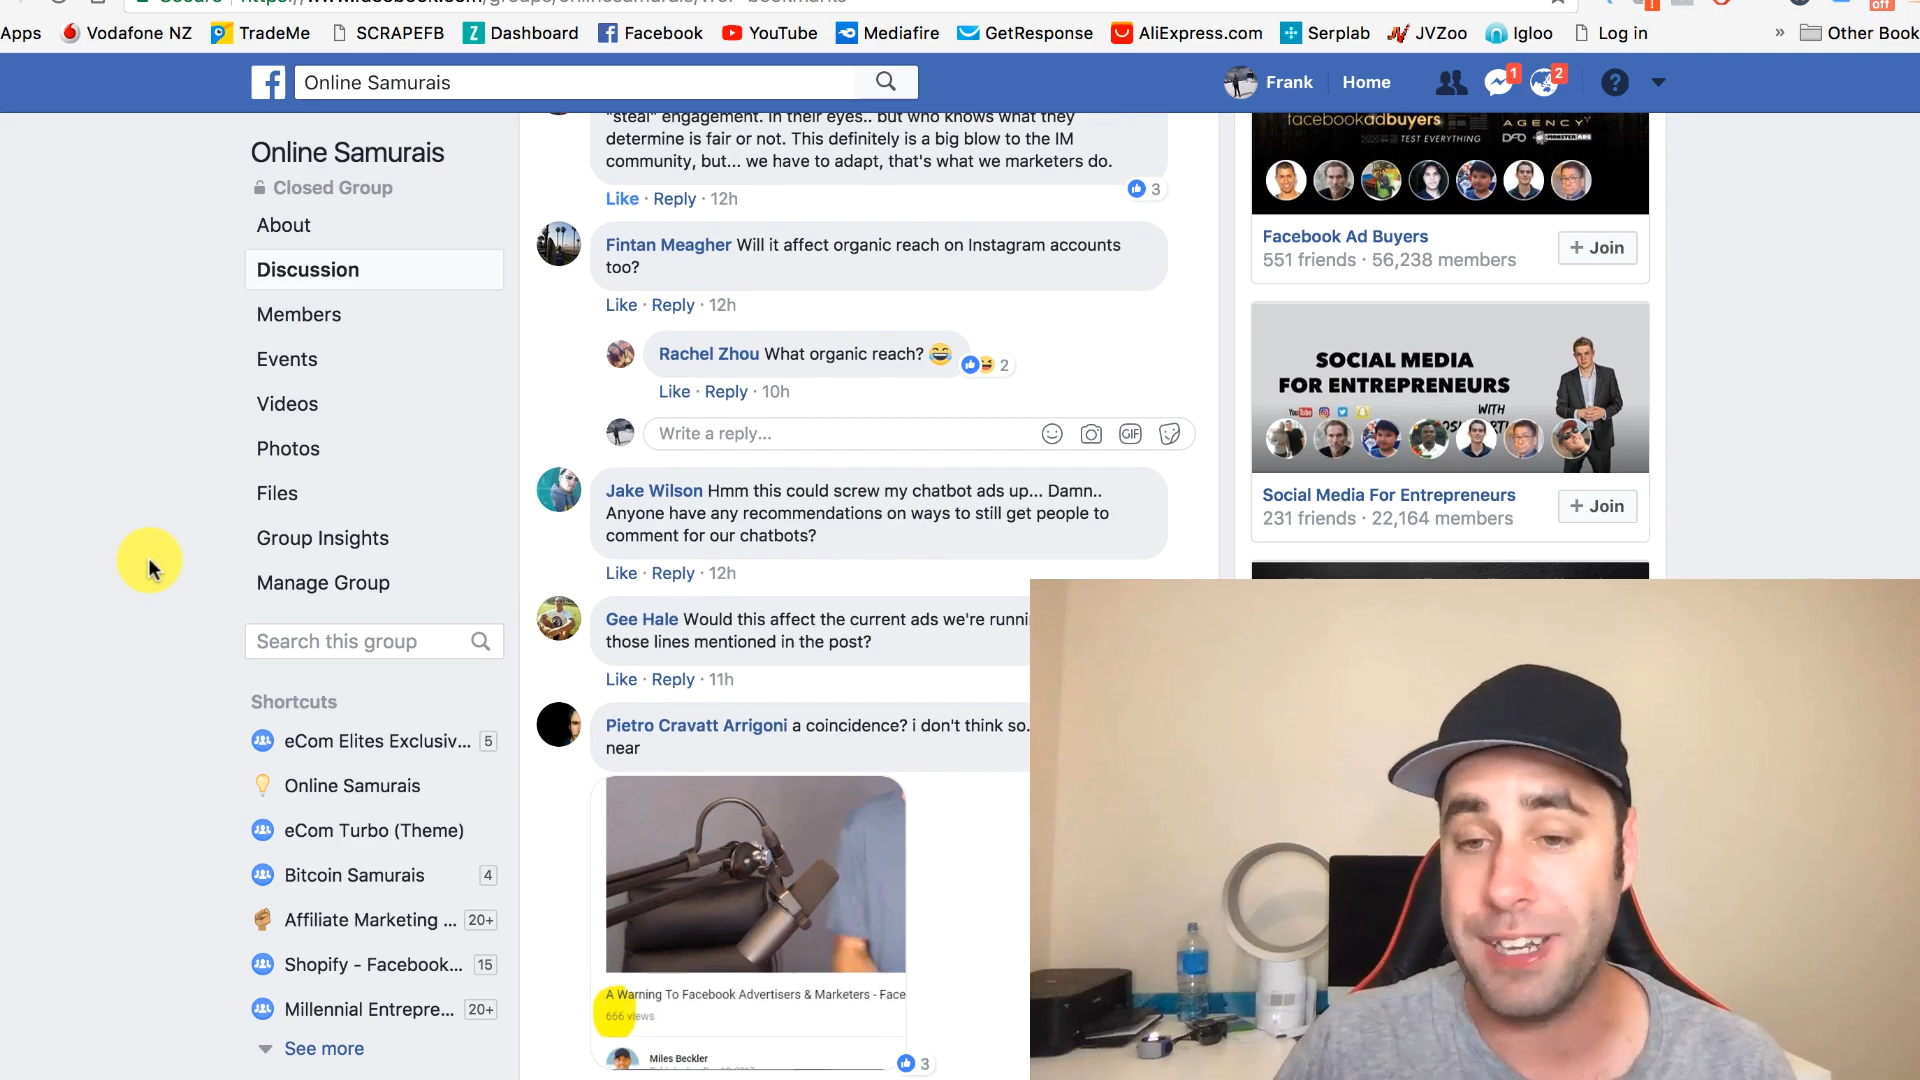 Apps
Vodafone NZ
TradeMe
SCRAPEFB
Dashboard
Facebook
YouTube
Mediafire
GetResponse
AliExpress.com
Serplab
JVZoo
Igloo
Log in
»
Other Book
off
Online Samurais
Frank
Home
1
2
Online Samurais
Closed Group
About
Discussion
Members
Events
Videos
Photos
Files
Group Insights
Manage Group
Search this group
Shortcuts
eCom Elites Exclusiv... 5
Online Samurais
eCom Turbo (Theme)
Bitcoin Samurais 4
Affiliate Marketing ... 20+
Shopify - Facebook... 15
Millennial Entrepre... 20+
See more
"steal" engagement. In their eyes.. but who knows what they
determine is fair or not. This definitely is a big blow to the IM
community, but... we have to adapt, that's what we marketers do.
Like · Reply · 12h
3
Fintan Meagher Will it affect organic reach on Instagram accounts
too?
Like · Reply · 12h
Rachel Zhou What organic reach? 😂
2
Like · Reply · 10h
Write a reply...
GIF
Jake Wilson Hmm this could screw my chatbot ads up... Damn..
Anyone have any recommendations on ways to still get people to
comment for our chatbots?
Like · Reply · 12h
Gee Hale Would this affect the current ads we're runni
those lines mentioned in the post?
Like · Reply · 11h
Pietro Cravatt Arrigoni a coincidence? i don't think so.
near
A Warning To Facebook Advertisers & Marketers - Face
666 views
Miles Beckler
3
facebookadbuyers
TEST EVERYTHING
AGENCY
DFO MONSTERADS
Facebook Ad Buyers
551 friends · 56,238 members
+ Join
SOCIAL MEDIA
FOR ENTREPRENEURS
YouTube
WITH
Social Media For Entrepreneurs
231 friends · 22,164 members
+ Join